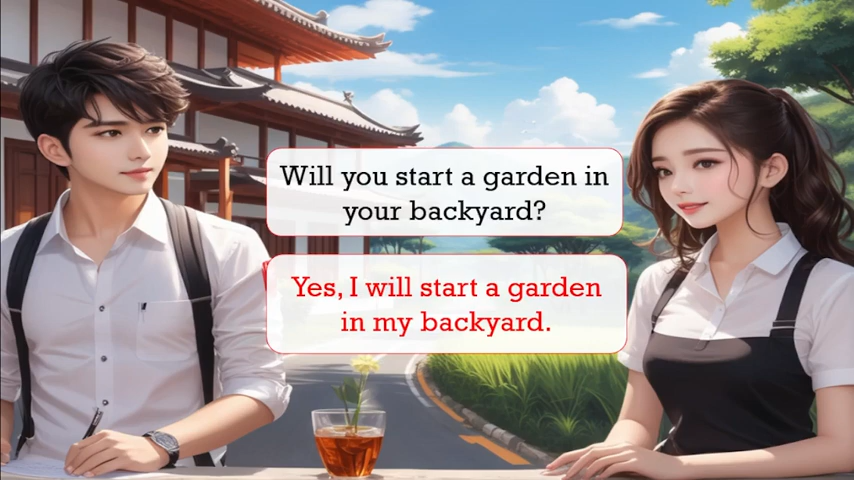 Will you start a garden in
your backyard?
Yes, I will start a garden
in my backyard.